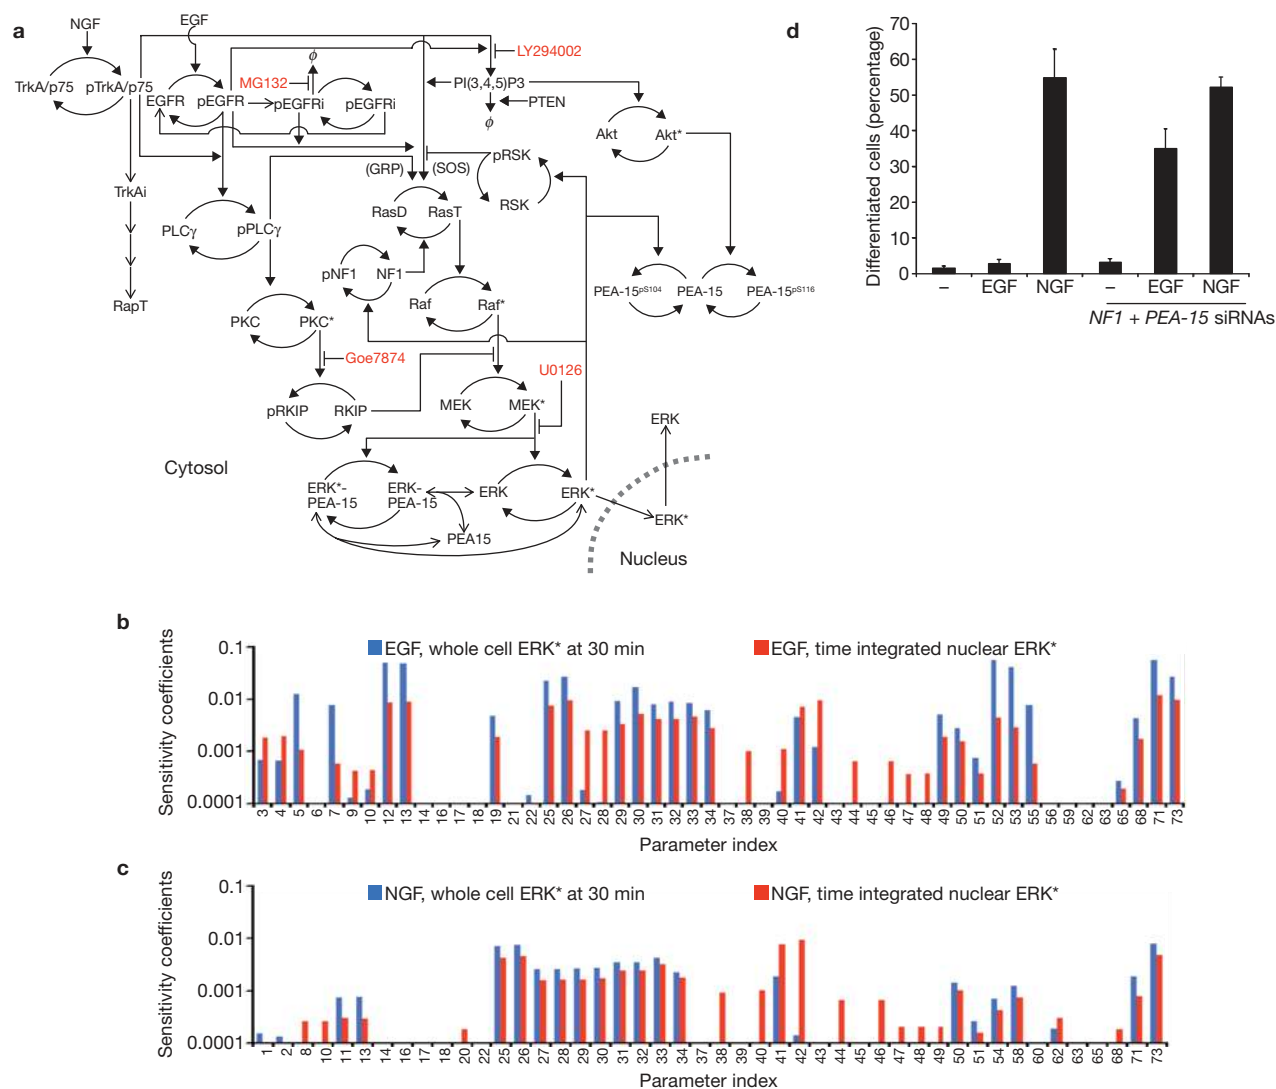 a
NGF
EGF
TrkA/p75
pTrkA/p75
EGFR
pEGFR
MG132
ϕ
pEGFRi
pEGFRi
LY294002
PI(3,4,5)P3
PTEN
ϕ
Akt
Akt*
pRSK
RSK
(GRP)
(SOS)
TrkAi
RapT
PLCγ
pPLCγ
RasD
RasT
pNF1
NF1
Raf
Raf*
PEA-15pS104
PEA-15
PEA-15pS116
PKC
PKC*
Goe7874
U0126
pRKIP
RKIP
MEK
MEK*
Cytosol
ERK*-
PEA-15
ERK-
PEA-15
ERK
ERK*
PEA15
ERK
ERK*
Nucleus
d
Differentiated cells (percentage)
70
60
50
40
30
20
10
0
– EGF NGF – EGF NGF
NF1 + PEA-15 siRNAs
b
Sensitivity coefficients
0.1
0.01
0.001
0.0001
EGF, whole cell ERK* at 30 min
EGF, time integrated nuclear ERK*
3 4 5 6 7 9 10 12 13 14 16 17 18 19 21 22 27 25 26 28 29 30 31 32 33 34 37 38 39 40 41 42 43 44 45 46 47 48 49 50 51 52 53 55 56 59 62 63 65 68 71 73
Parameter index
c
Sensitivity coefficients
0.1
0.01
0.001
0.0001
NGF, whole cell ERK* at 30 min
NGF, time integrated nuclear ERK*
1 2 8 10 11 13 14 16 17 18 20 22 25 26 27 28 29 30 31 32 33 34 37 38 39 40 41 42 43 44 45 46 47 48 49 50 51 54 58 60 62 63 65 68 71 73
Parameter index